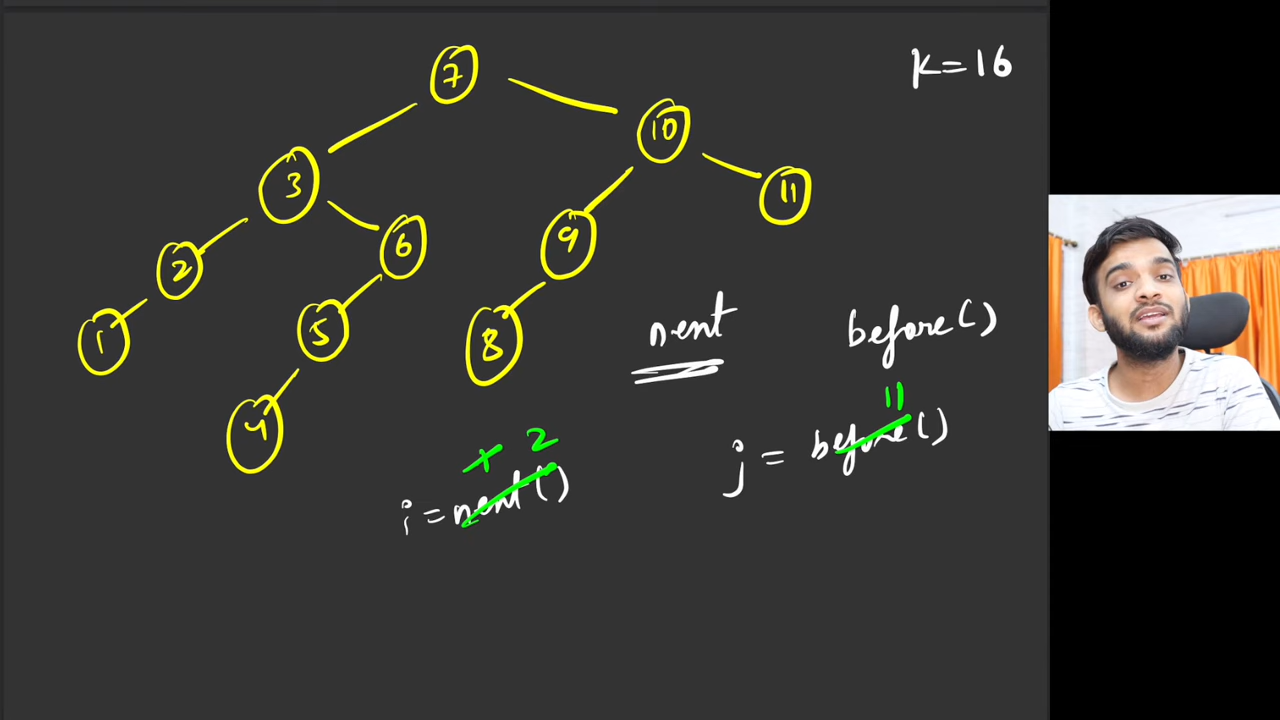 7
K=16
10
3
11
6
9
2
5
1
8
4
next
before()
11
j = before()
1 2
i = next()